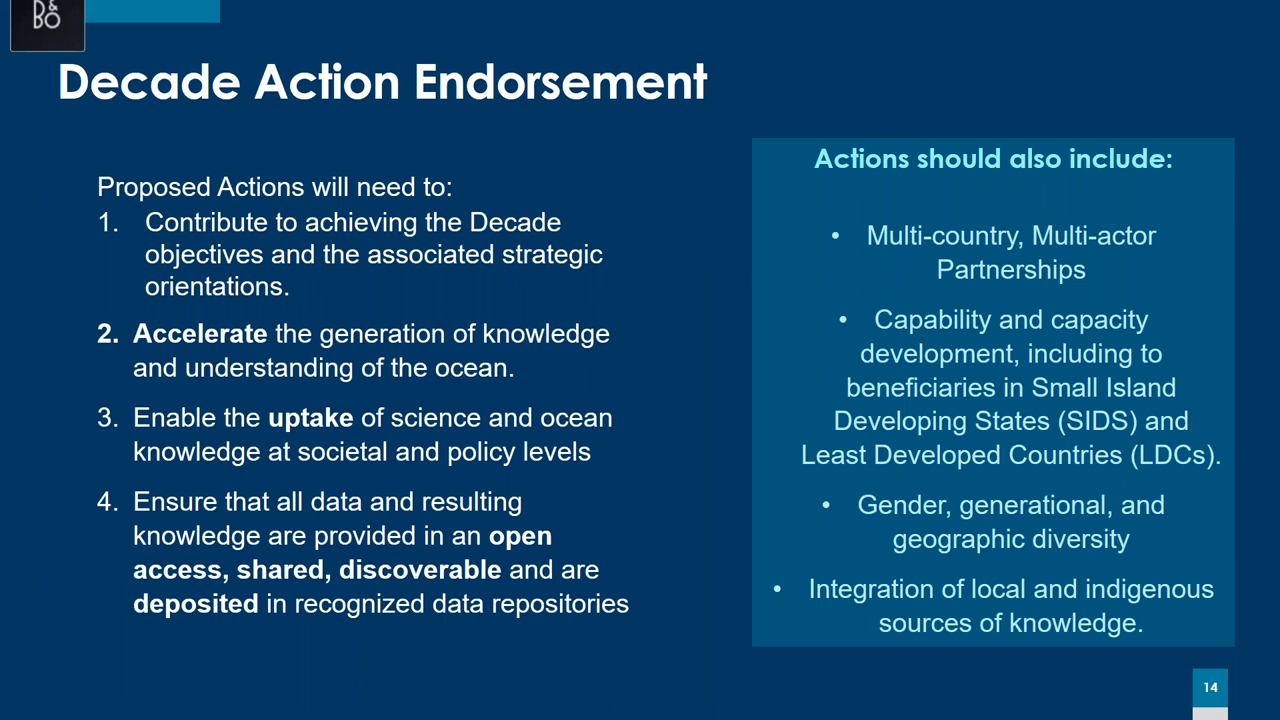 B&O
Decade Action Endorsement
Proposed Actions will need to:
1. Contribute to achieving the Decade
objectives and the associated strategic
orientations.
2. Accelerate the generation of knowledge
and understanding of the ocean.
3. Enable the uptake of science and ocean
knowledge at societal and policy levels
4. Ensure that all data and resulting
knowledge are provided in an open
access, shared, discoverable and are
deposited in recognized data repositories
Actions should also include:
• Multi-country, Multi-actor
Partnerships
• Capability and capacity
development, including to
beneficiaries in Small Island
Developing States (SIDS) and
Least Developed Countries (LDCs).
• Gender, generational, and
geographic diversity
• Integration of local and indigenous
sources of knowledge.
14